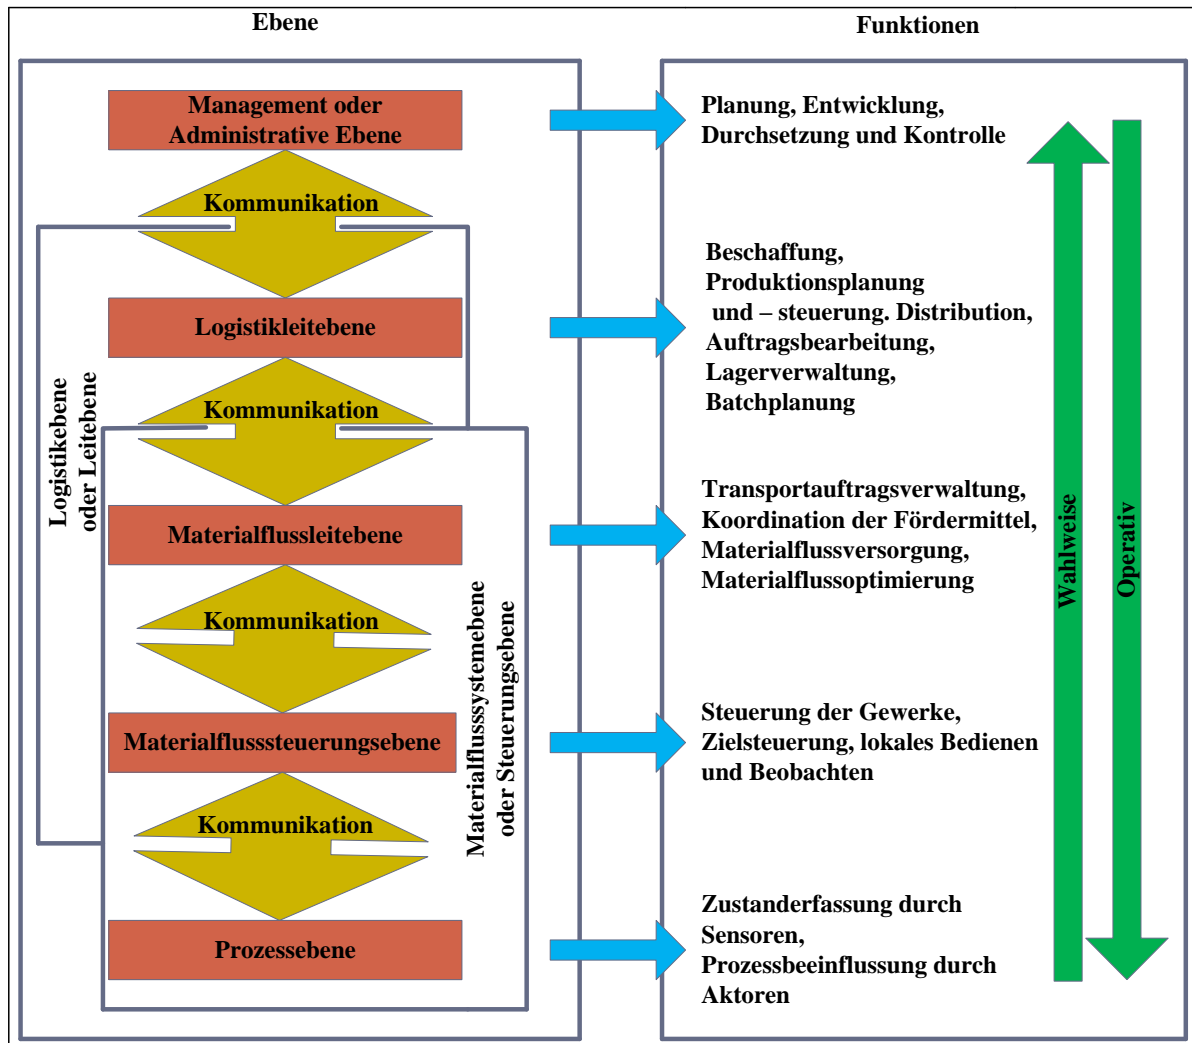 Ebene
Management oder
Administrative Ebene
Kommunikation
Logistikleitebene
Kommunikation
Materialflussleitebene
Kommunikation
Materialflusssteuerungsebene
Kommunikation
Prozessebene
Logistikebene
oder Leitebene
Materialflusssystemebene
oder Steuerungsebene
Funktionen
Planung, Entwicklung,
Durchsetzung und Kontrolle
Beschaffung,
Produktionsplanung
und – steuerung. Distribution,
Auftragsbearbeitung,
Lagerverwaltung,
Batchplanung
Transportauftragsverwaltung,
Koordination der Fördermittel,
Materialflussversorgung,
Materialflussoptimierung
Steuerung der Gewerke,
Zielsteuerung, lokales Bedienen
und Beobachten
Zustanderfassung durch
Sensoren,
Prozessbeeinflussung durch
Aktoren
Wahlweise
Operativ